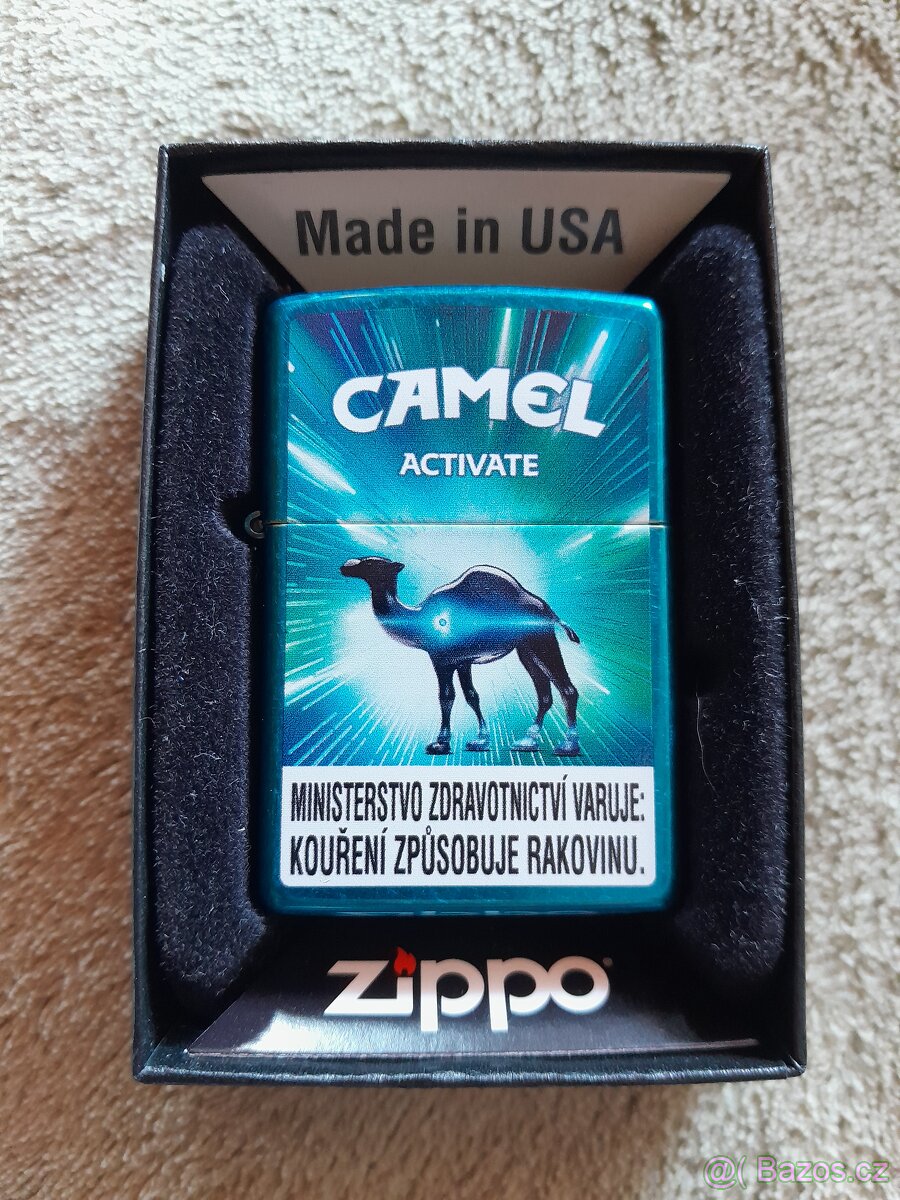 Made in USA
CAMEL
ACTIVATE
MINISTERSTVO ZDRAVOTNICTVÍ VARUJE:
KOUŘENÍ ZPŮSOBUJE RAKOVINU.
zippo
@( Bazos.cz